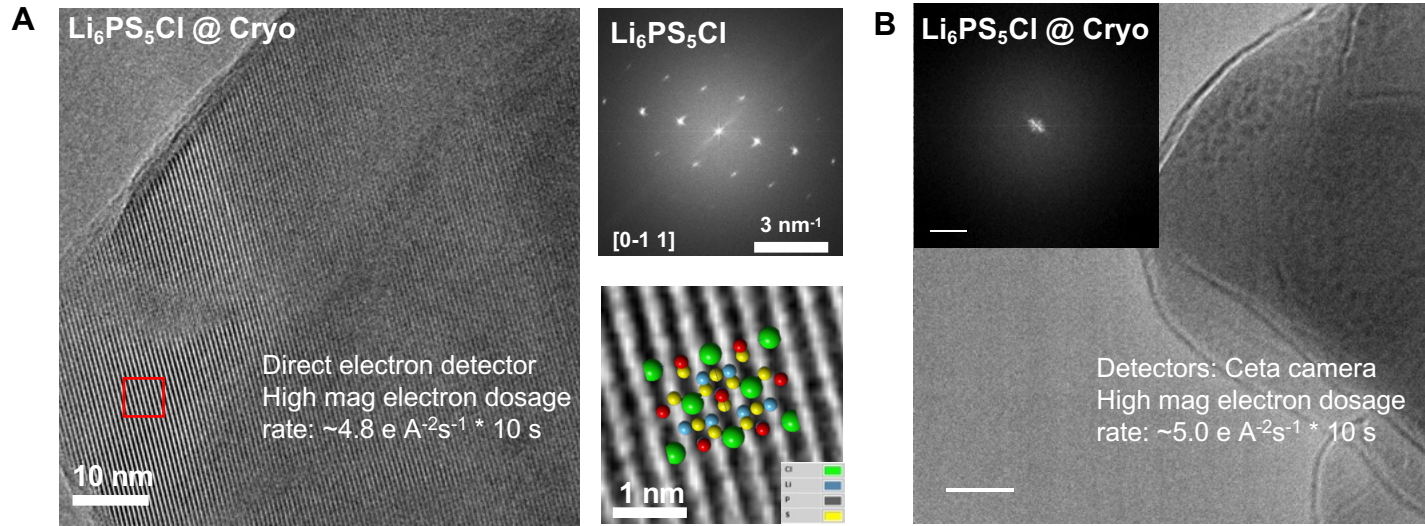 A
Li₆PS₅Cl @ Cryo
Direct electron detector
High mag electron dosage
rate: ~4.8 e A⁻²s⁻¹ * 10 s
10 nm
Li₆PS₅Cl
3 nm⁻¹
[0-1 1]
1 nm
Cl
Li
P
S
B
Li₆PS₅Cl @ Cryo
Detectors: Ceta camera
High mag electron dosage
rate: ~5.0 e A⁻²s⁻¹ * 10 s